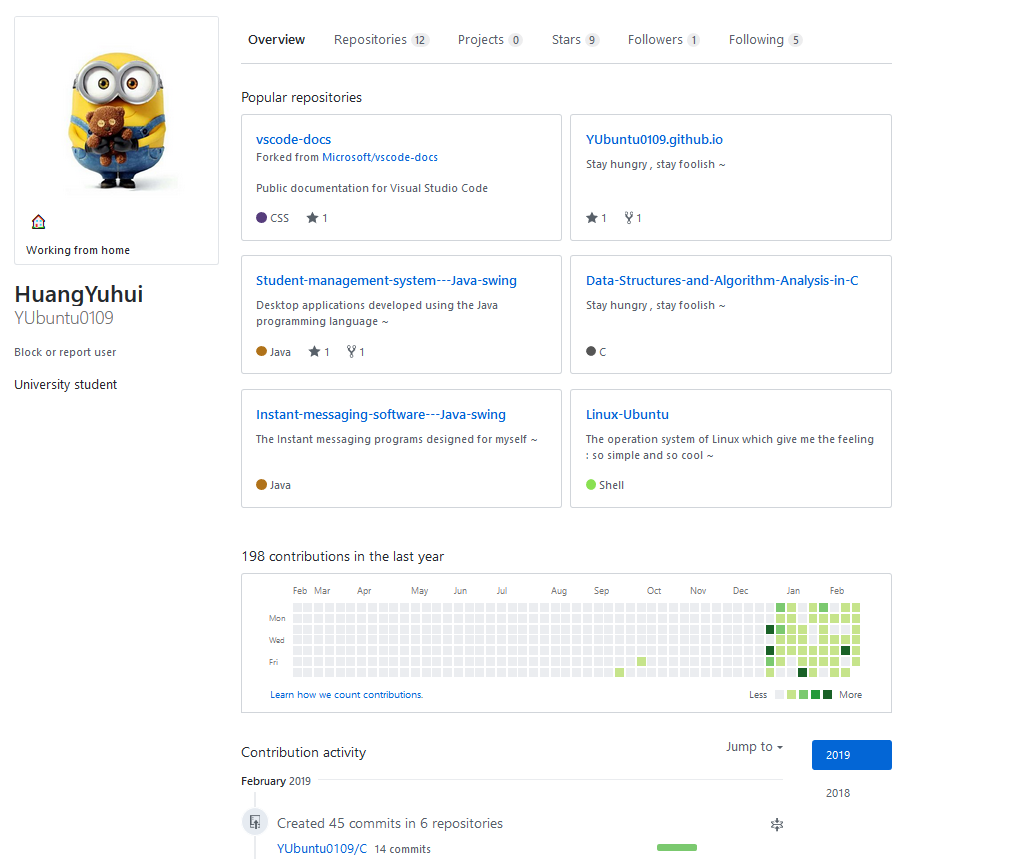 Overview Repositories 12 Projects 0 Stars 9 Followers 1 Following 5
Working from home
HuangYuhui
YUbuntu0109
Block or report user
University student
Popular repositories
vscode-docs
Forked from Microsoft/vscode-docs
Public documentation for Visual Studio Code
CSS 1
YUbuntu0109.github.io
Stay hungry , stay foolish ~
1 1
Student-management-system---Java-swing
Desktop applications developed using the Java
programming language ~
Java 1 1
Data-Structures-and-Algorithm-Analysis-in-C
Stay hungry , stay foolish ~
C
Instant-messaging-software---Java-swing
The Instant messaging programs designed for myself ~
Java
Linux-Ubuntu
The operation system of Linux which give me the feeling
: so simple and so cool ~
Shell
198 contributions in the last year
Feb Mar Apr May Jun Jul Aug Sep Oct Nov Dec Jan Feb
Mon
Wed
Fri
Learn how we count contributions. Less More
Contribution activity Jump to 2019
2018
February 2019
Created 45 commits in 6 repositories
YUbuntu0109/C 14 commits